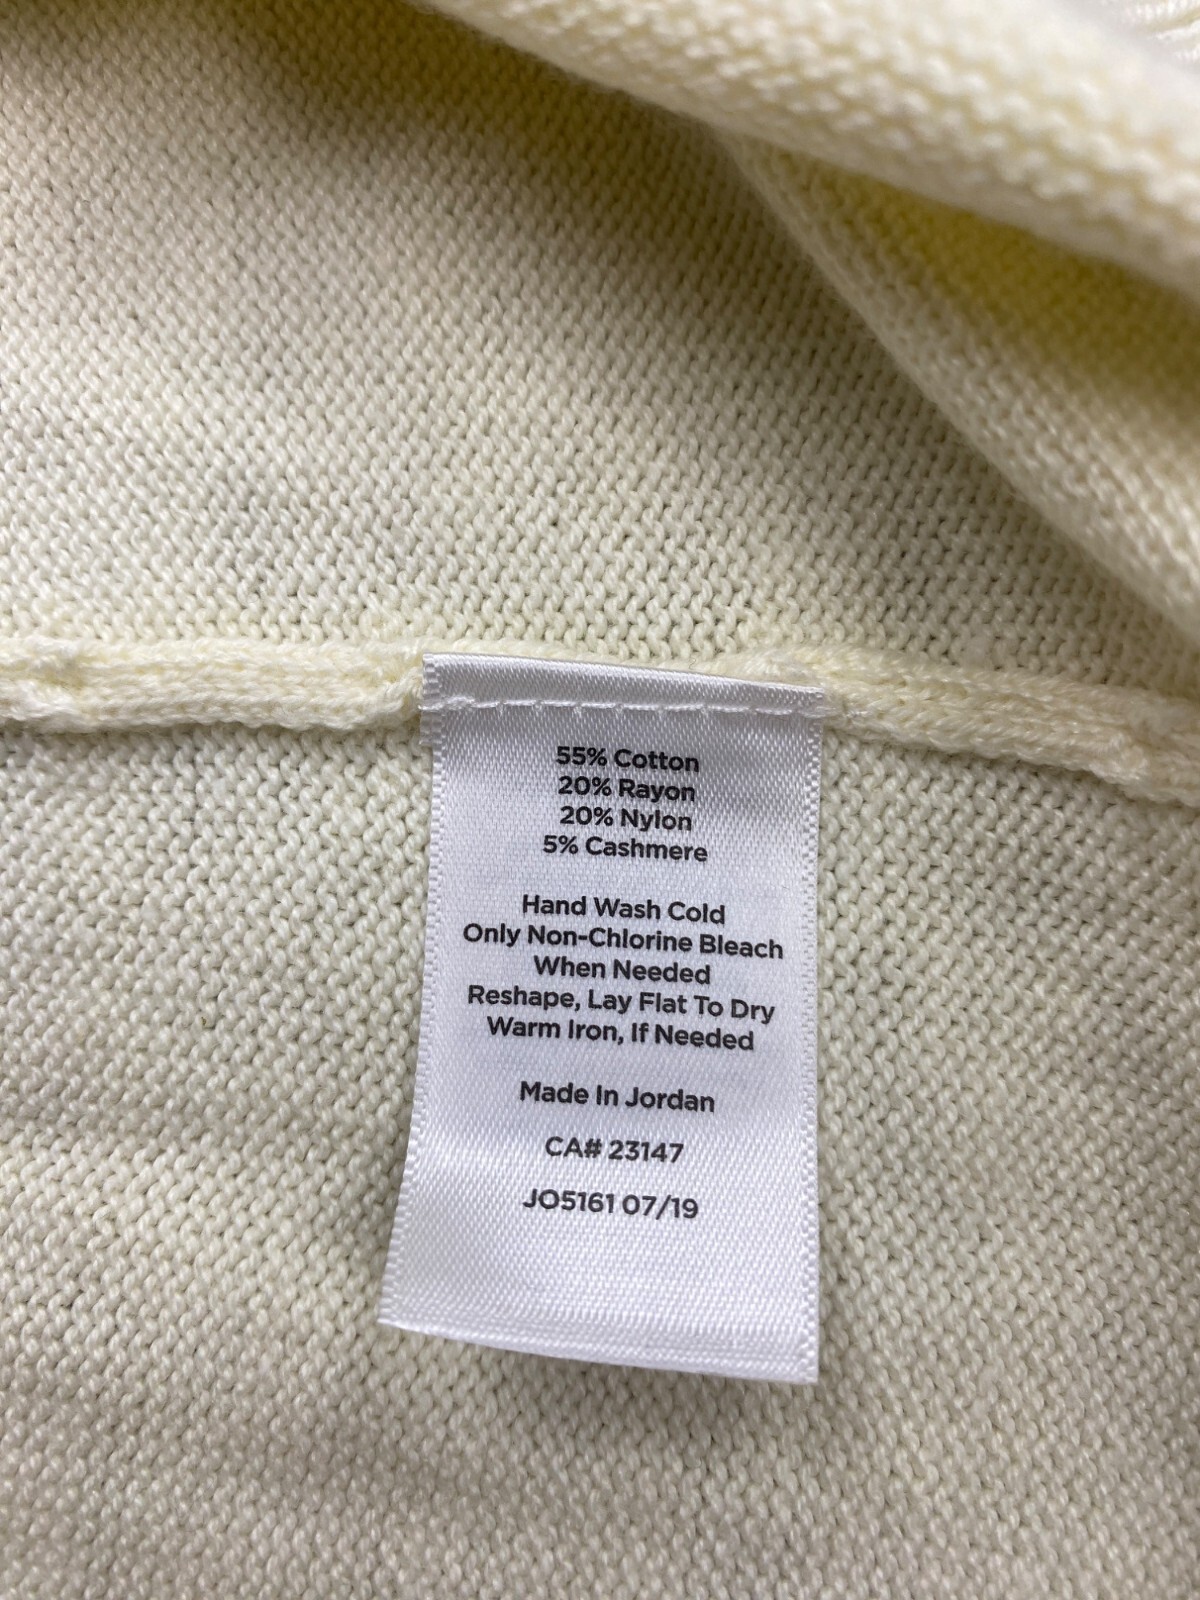 55% Cotton
20% Rayon
20% Nylon
5% Cashmere
Hand Wash Cold
Only Non-Chlorine Bleach
When Needed
Reshape, Lay Flat To Dry
Warm Iron, If Needed
Made In Jordan
CA# 23147
JO5161 07/19